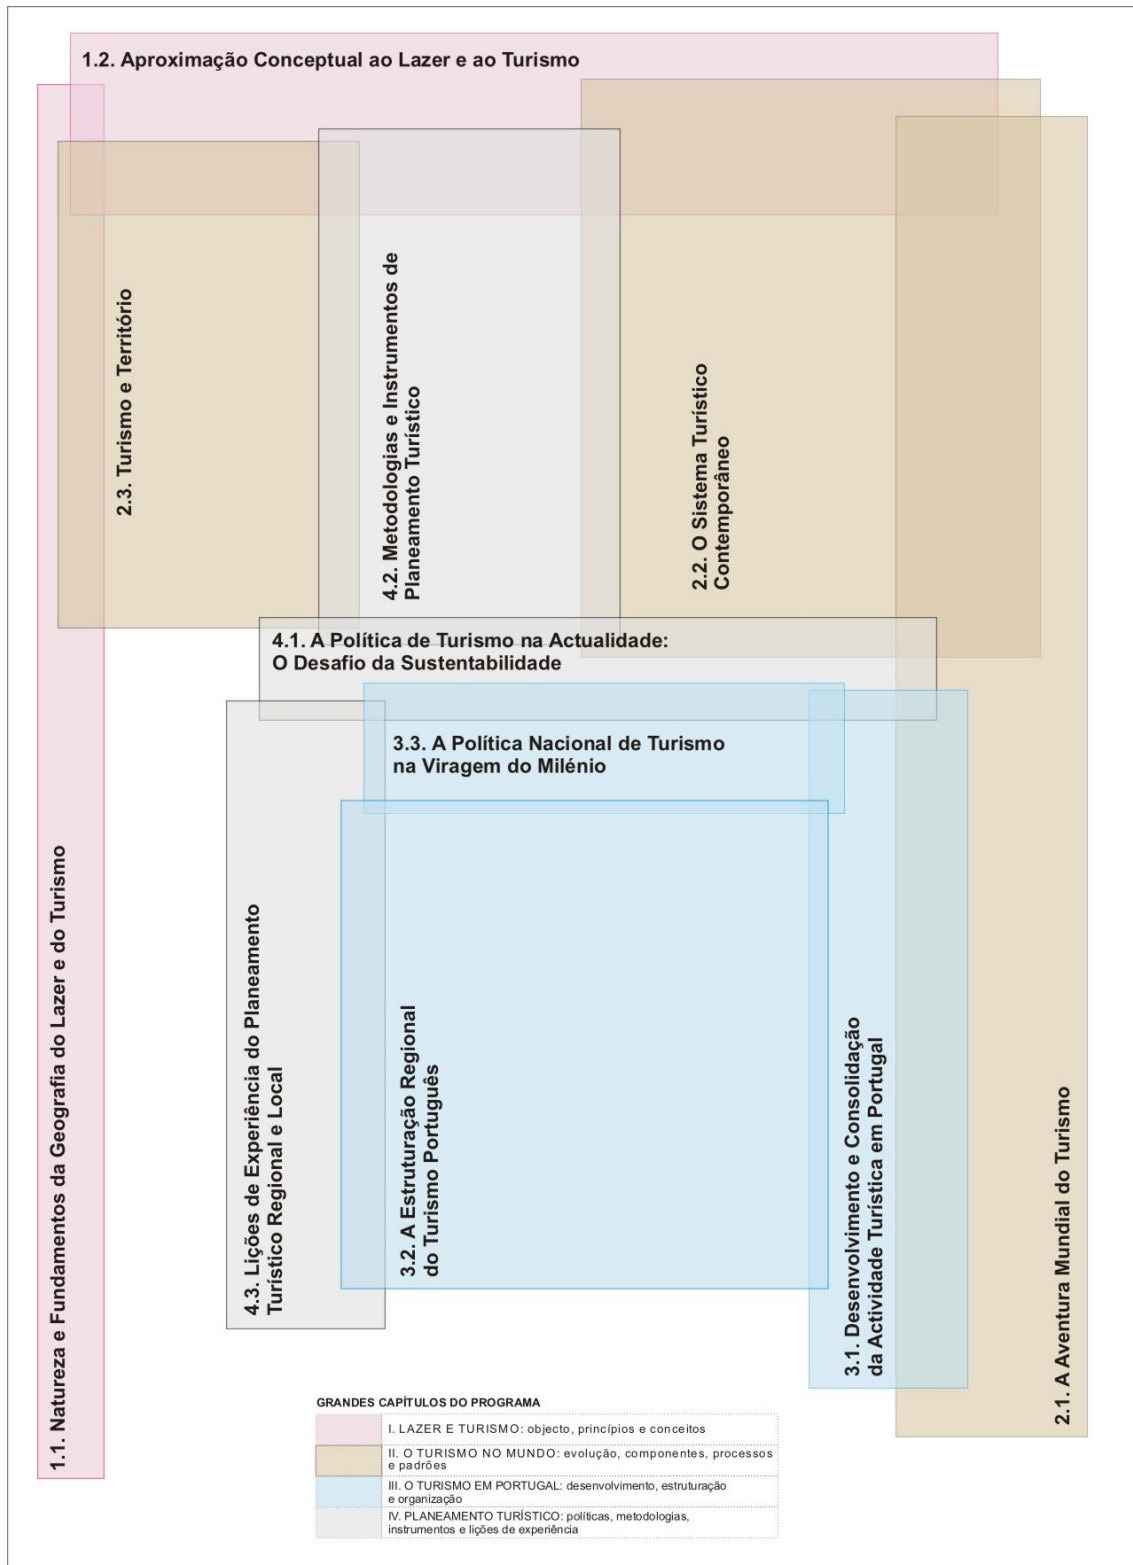 1.2. Aproximação Conceptual ao Lazer e ao Turismo
2.3. Turismo e Território
4.2. Metodologias e Instrumentos de
Planeamento Turístico
2.2. O Sistema Turístico
Contemporâneo
4.1. A Política de Turismo na Actualidade:
O Desafio da Sustentabilidade
3.3. A Política Nacional de Turismo
na Viragem do Milénio
1.1. Natureza e Fundamentos da Geografia do Lazer e do Turismo
4.3. Lições de Experiência do Planeamento
Turístico Regional e Local
3.2. A Estruturação Regional
do Turismo Português
3.1. Desenvolvimento e Consolidação
da Actividade Turística em Portugal
2.1. A Aventura Mundial do Turismo
GRANDES CAPÍTULOS DO PROGRAMA
I. LAZER E TURISMO: objecto, princípios e conceitos
II. O TURISMO NO MUNDO: evolução, componentes, processos
e padrões
III. O TURISMO EM PORTUGAL: desenvolvimento, estruturação
e organização
IV. PLANEAMENTO TURÍSTICO: políticas, metodologias,
instrumentos e lições de experiência